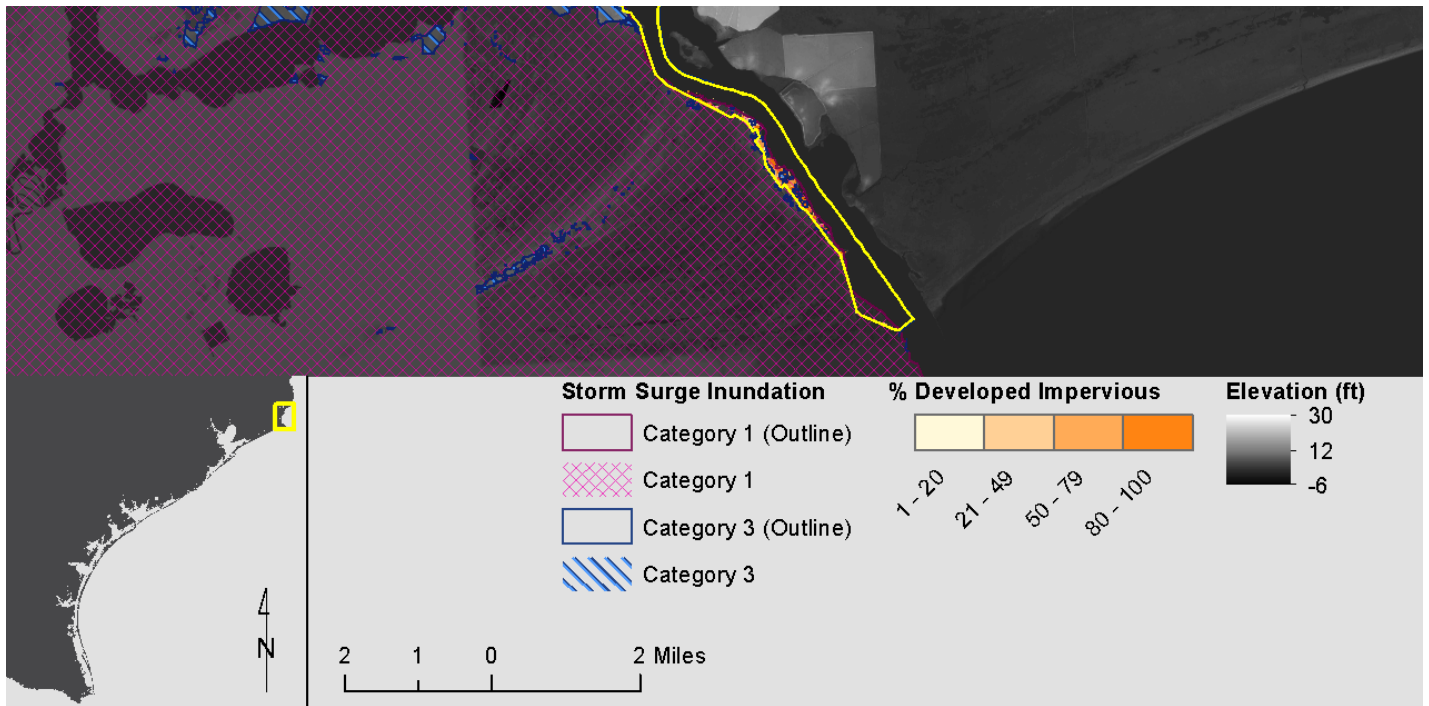 Storm Surge Inundation
Category 1 (Outline)
Category 1
Category 3 (Outline)
Category 3
% Developed Impervious
1 - 20
21 - 49
50 - 79
80 - 100
Elevation (ft)
30
12
-6
N
2 1 0 2 Miles